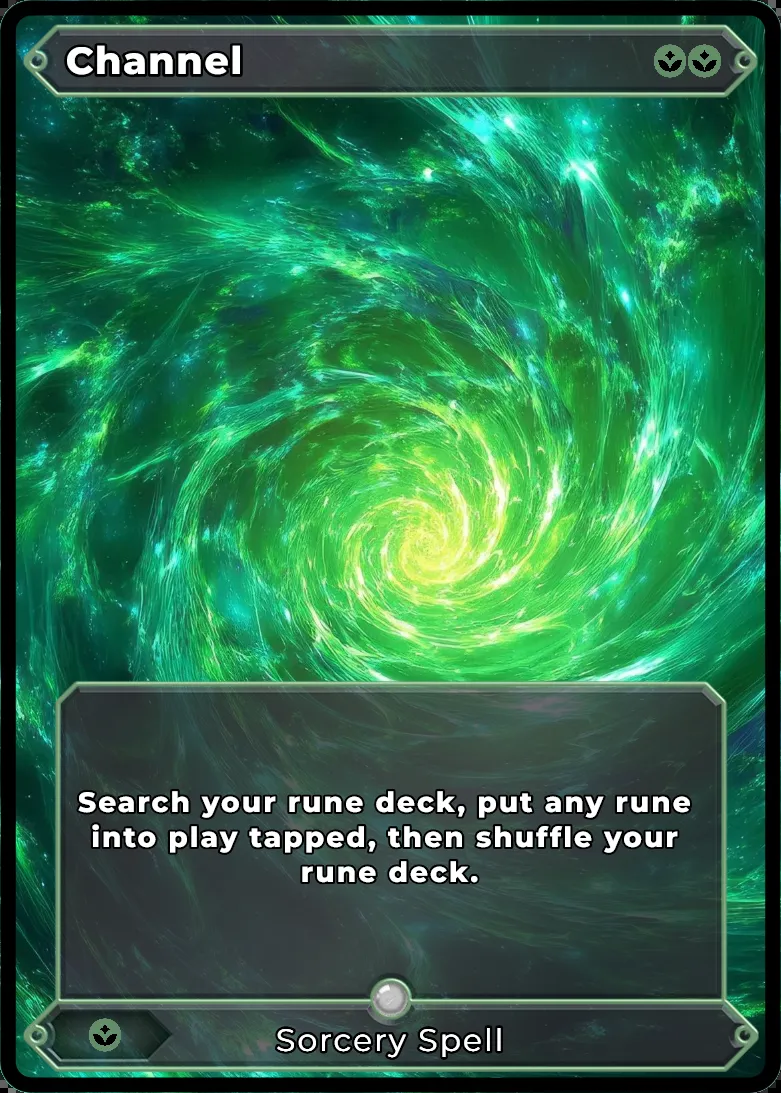 Channel
Search your rune deck, put any rune
into play tapped, then shuffle your
rune deck.
Sorcery Spell